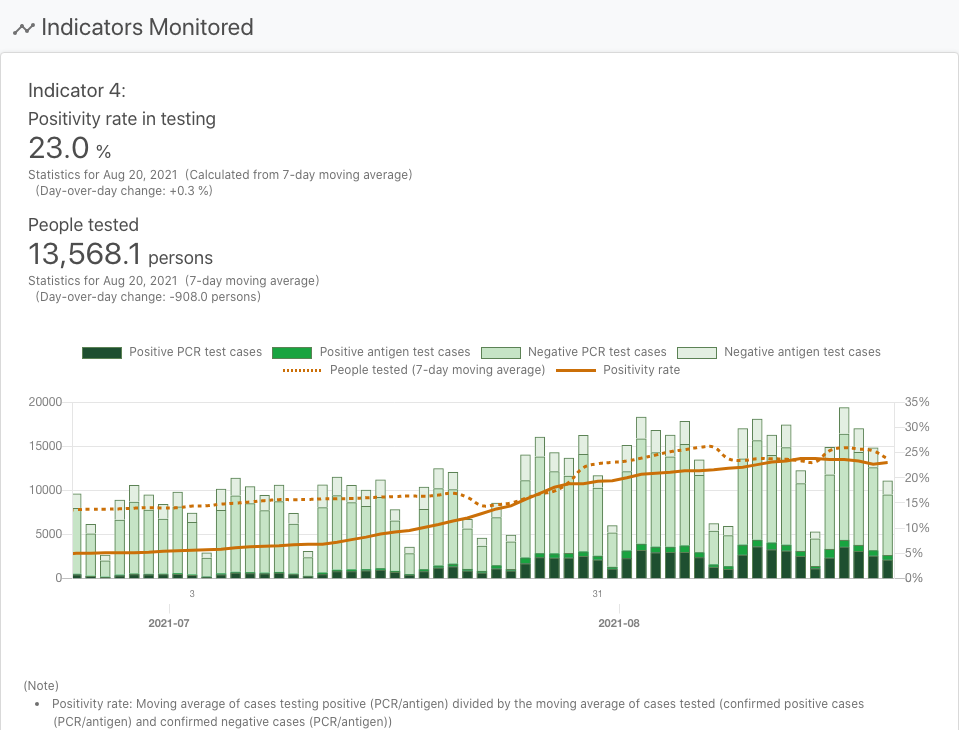 Indicators Monitored
Indicator 4:
Positivity rate in testing
23.0 %
Statistics for Aug 20, 2021 (Calculated from 7-day moving average)
(Day-over-day change: +0.3 %)
People tested
13,568.1 persons
Statistics for Aug 20, 2021 (7-day moving average)
(Day-over-day change: -908.0 persons)
Positive PCR test cases Positive antigen test cases Negative PCR test cases Negative antigen test cases
People tested (7-day moving average) Positivity rate
20000 35%
30%
15000 25%
20%
10000 15%
5000 10%
5%
0 0%
3 31
2021-07 2021-08
(Note)
• Positivity rate: Moving average of cases testing positive (PCR/antigen) divided by the moving average of cases tested (confirmed positive cases
(PCR/antigen) and confirmed negative cases (PCR/antigen))